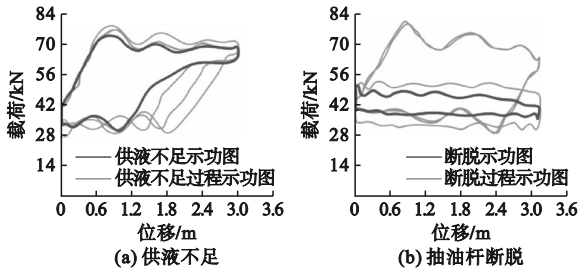 载荷/kN
84
70
56
42
28
14
供液不足示功图
供液不足过程示功图
0
0.6
1.2
1.8
2.4
3.0
3.6
位移/m
(a) 供液不足
载荷/kN
84
70
56
42
28
14
断脱示功图
断脱过程示功图
0
0.6
1.2
1.8
2.4
3.0
3.6
位移/m
(b) 抽油杆断脱